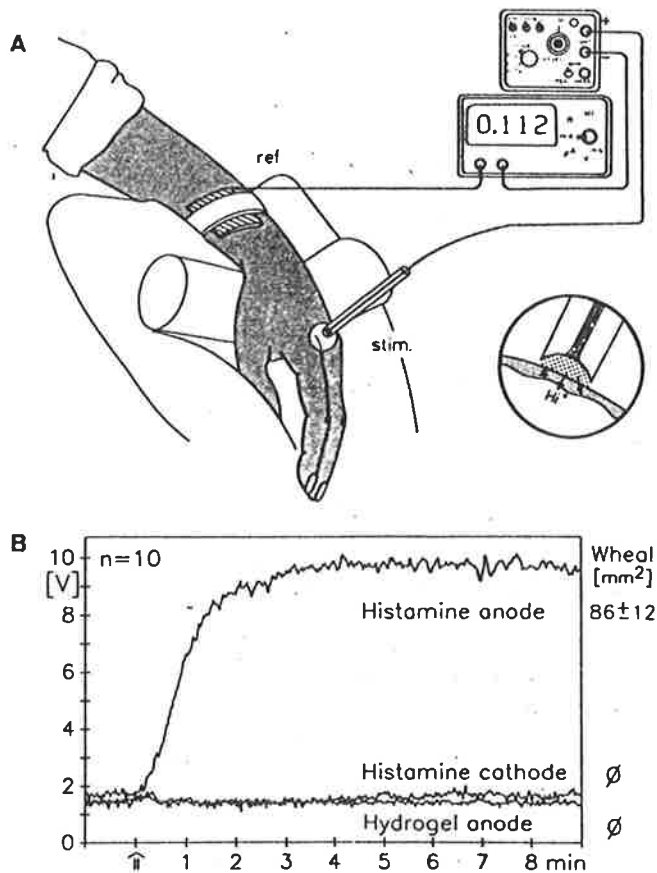 A
+
−
0.112
ref
stim.
Hi⁺
B
n=10
Wheal
[mm²]
10
[V]
8
6
4
2
0
Histamine anode
86±12
Histamine cathode
Ø
Hydrogel anode
Ø
⇑
1 2 3 4 5 6 7 8 min